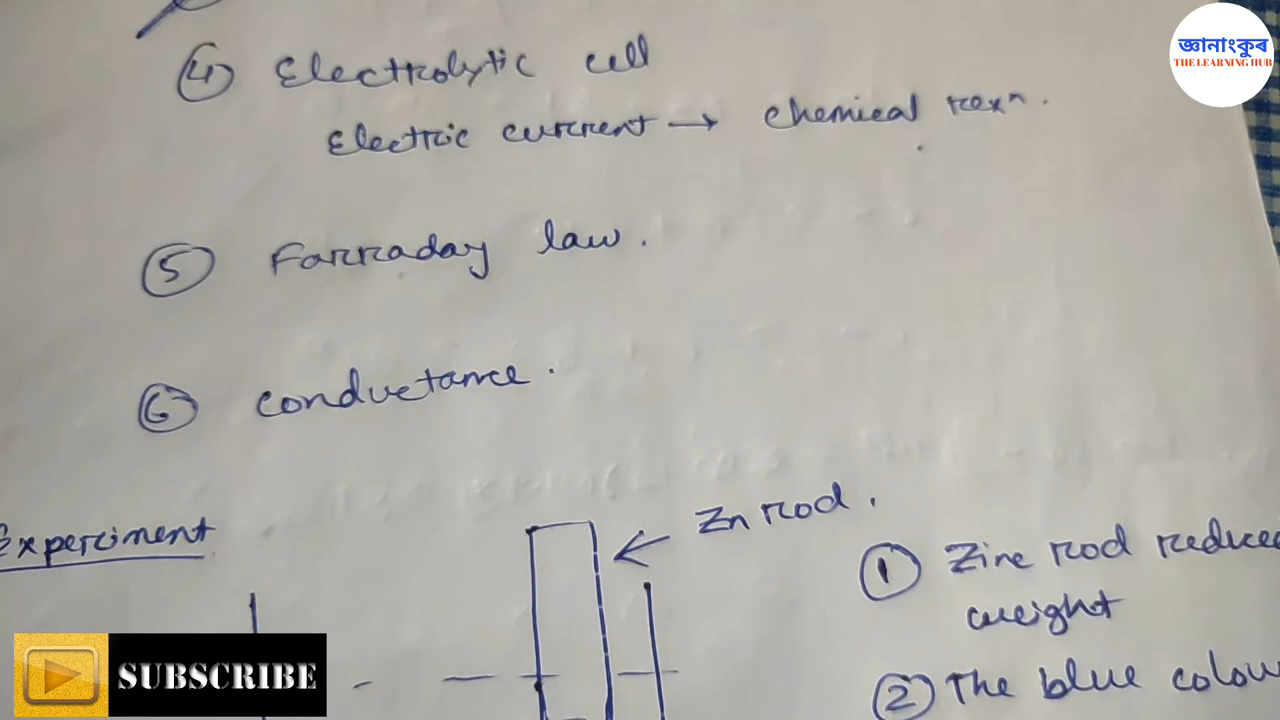 জ্ঞানাংকুৰ
THE LEARNING HUB
④ Electrolytic cell
Electric current → chemical rexn.
⑤ Farraday law.
⑥ Conductance.
Experiment
Zn rod.
① Zinc rod reduced
weight
② The blue colou
SUBSCRIBE